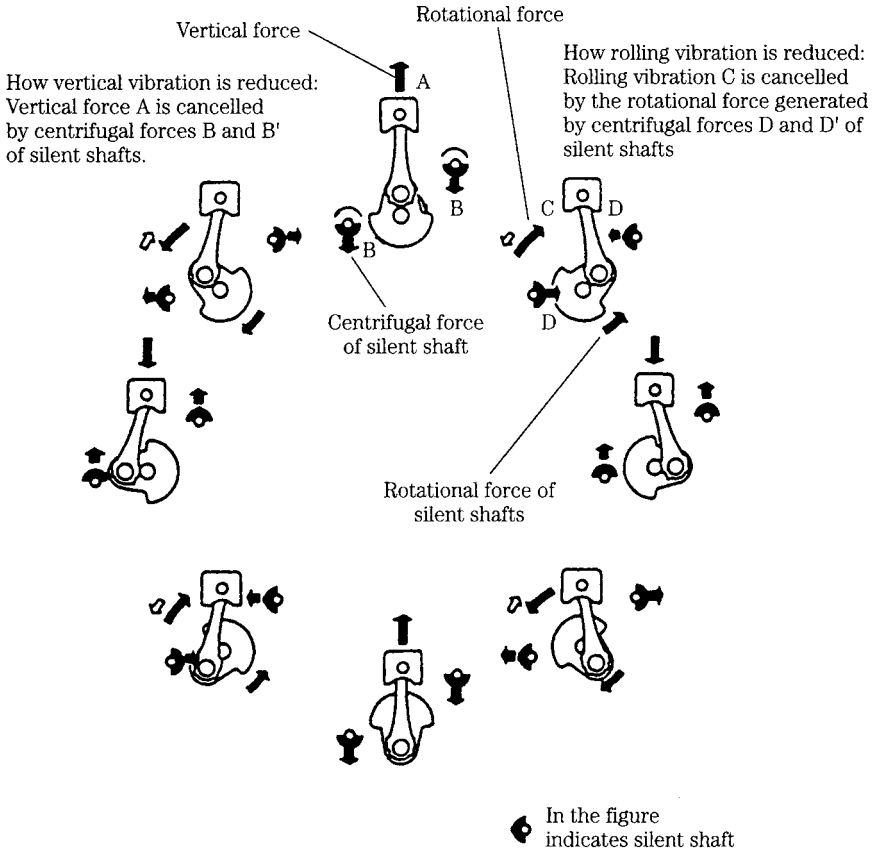 Rotational force
Vertical force
How vertical vibration is reduced:
Vertical force A is cancelled
by centrifugal forces B and B'
of silent shafts.
How rolling vibration is reduced:
Rolling vibration C is cancelled
by the rotational force generated
by centrifugal forces D and D' of
silent shafts
A
B
B
C
D
D
Centrifugal force
of silent shaft
Rotational force of
silent shafts
In the figure
indicates silent shaft